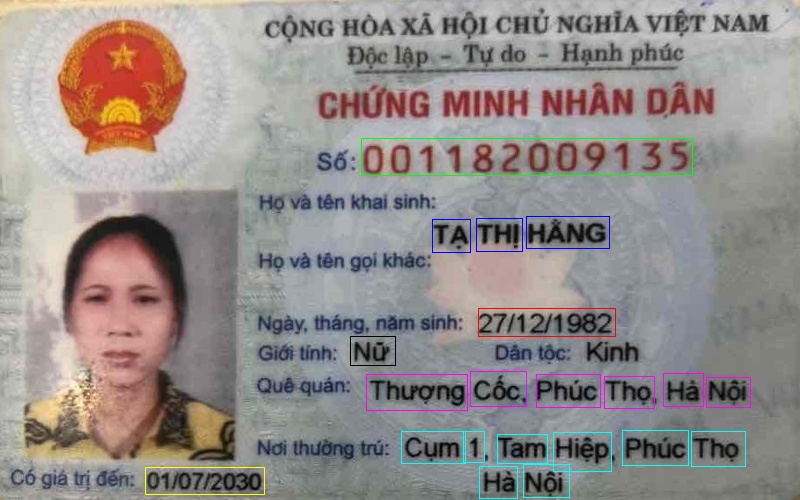 CỘNG HÒA XÃ HỘI CHỦ NGHĨA VIỆT NAM
Độc lập - Tự do - Hạnh phúc
CHỨNG MINH NHÂN DÂN
Số: 001182009135
Họ và tên khai sinh:
TẠ THỊ HẰNG
Họ và tên gọi khác:
Ngày, tháng, năm sinh: 27/12/1982
Giới tính: Nữ Dân tộc: Kinh
Quê quán: Thượng Cốc, Phúc Thọ, Hà Nội
Nơi thường trú: Cụm 1, Tam Hiệp, Phúc Thọ
Hà Nội
Có giá trị đến: 01/07/2030